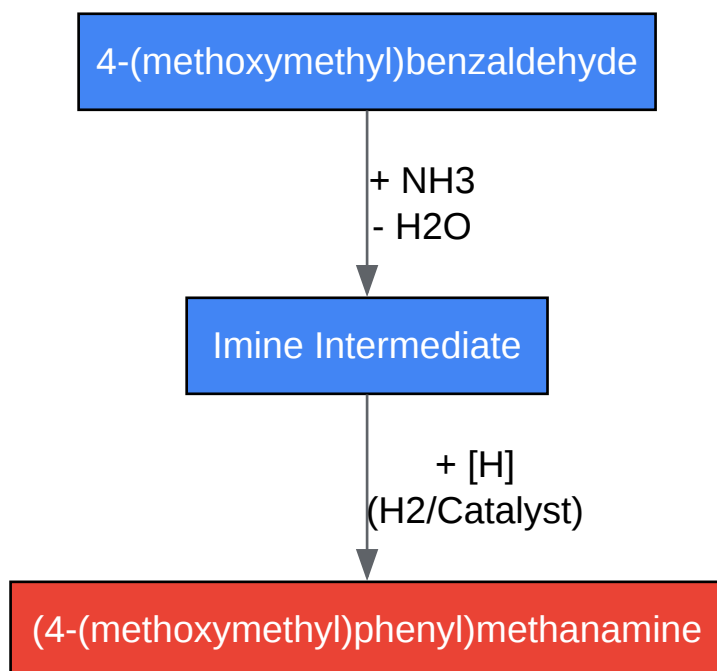 4-(methoxymethyl)benzaldehyde
+ NH3
- H2O
Imine Intermediate
+ [H]
(H2/Catalyst)
(4-(methoxymethyl)phenyl)methanamine